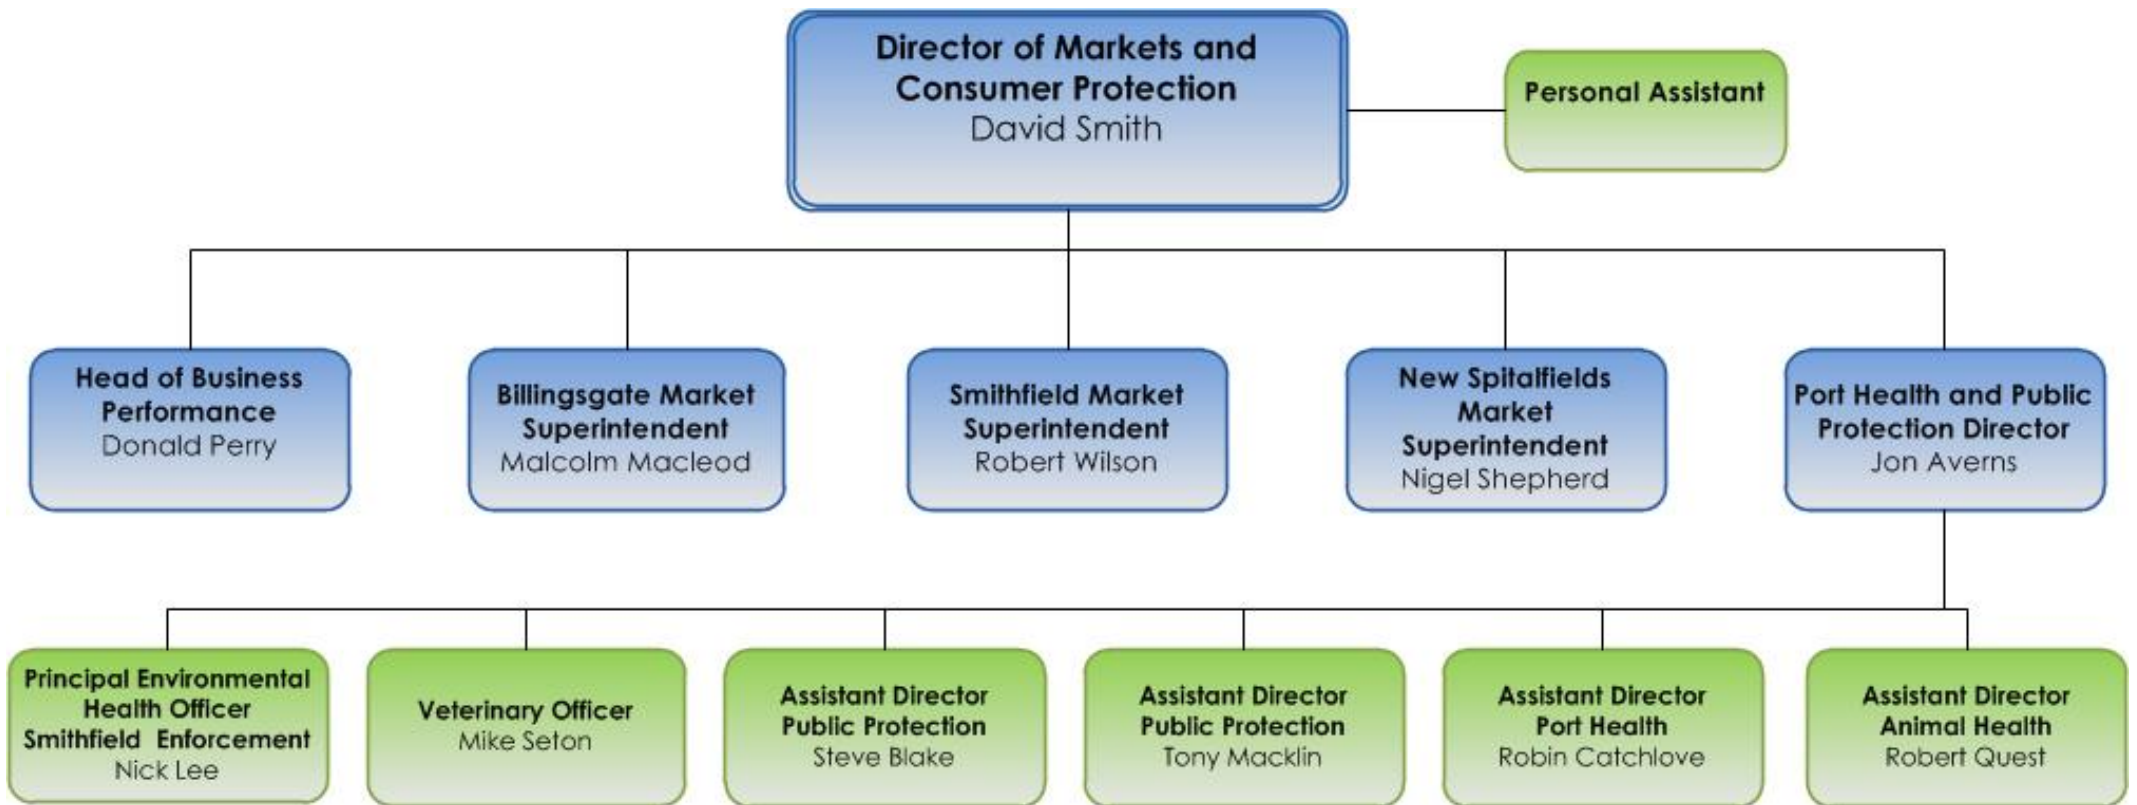 Director of Markets and
Consumer Protection
David Smith
Personal Assistant
Head of Business
Performance
Donald Perry
Billingsgate Market
Superintendent
Malcolm Macleod
Smithfield Market
Superintendent
Robert Wilson
New Spitalfields
Market
Superintendent
Nigel Shepherd
Port Health and Public
Protection Director
Jon Averns
Principal Environmental
Health Officer
Smithfield Enforcement
Nick Lee
Veterinary Officer
Mike Seton
Assistant Director
Public Protection
Steve Blake
Assistant Director
Public Protection
Tony Macklin
Assistant Director
Port Health
Robin Catchlove
Assistant Director
Animal Health
Robert Quest